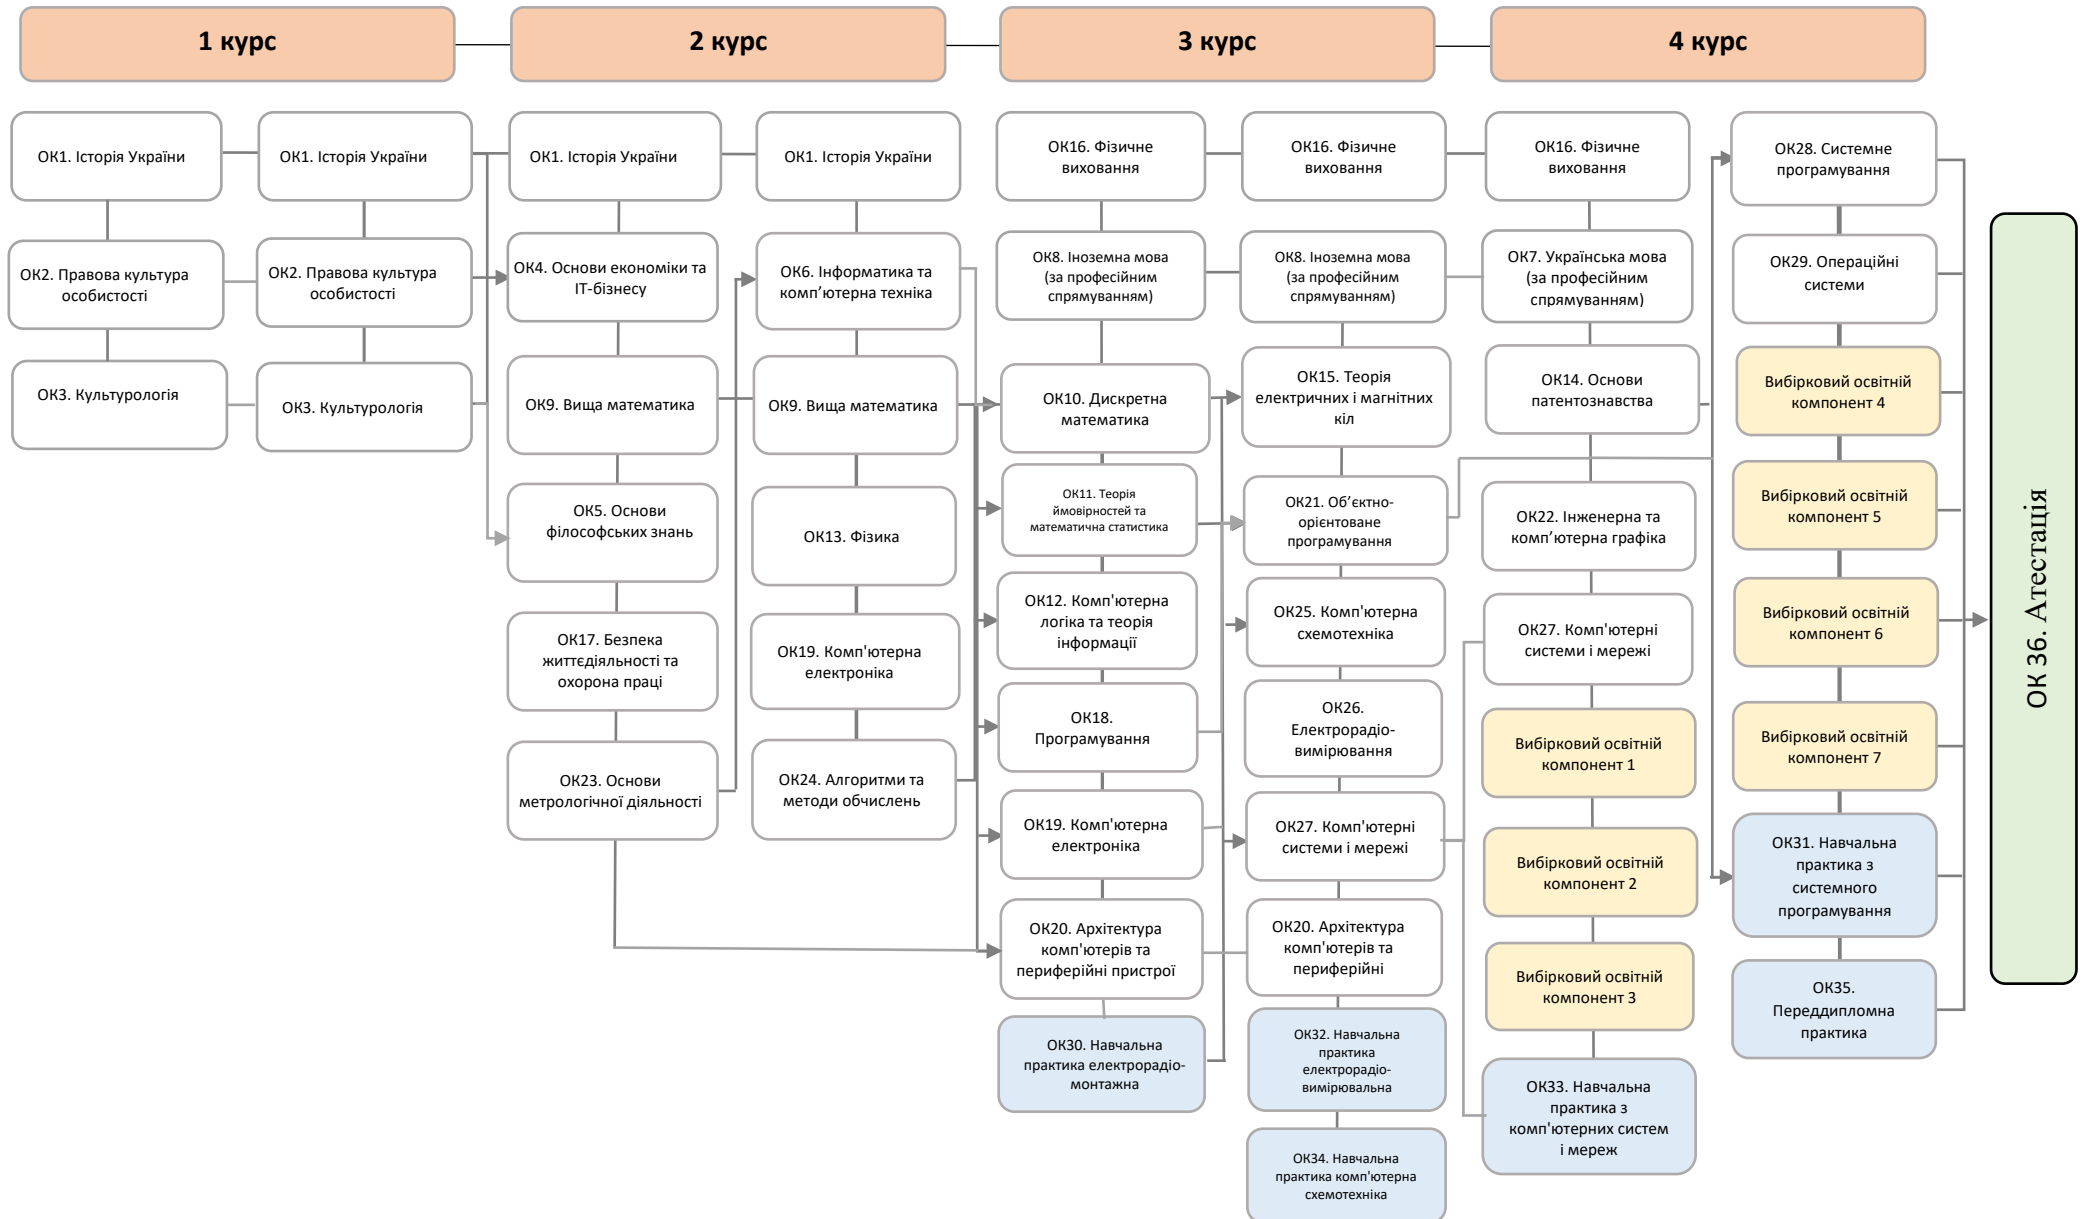 1 курс
2 курс
3 курс
4 курс
ОК1. Історія України
ОК2. Правова культура
особистості
ОК3. Культурологія
ОК1. Історія України
ОК2. Правова культура
особистості
ОК3. Культурологія
ОК1. Історія України
ОК4. Основи економіки та
ІТ-бізнесу
ОК9. Вища математика
ОК5. Основи
філософських знань
ОК17. Безпека
життєдіяльності та
охорона праці
ОК23. Основи
метрологічної діяльності
ОК1. Історія України
ОК6. Інформатика та
комп’ютерна техніка
ОК9. Вища математика
ОК13. Фізика
ОК19. Комп'ютерна
електроніка
ОК24. Алгоритми та
методи обчислень
ОК16. Фізичне
виховання
ОК8. Іноземна мова
(за професійним
спрямуванням)
ОК10. Дискретна
математика
ОК11. Теорія
ймовірностей та
математична статистика
ОК12. Комп'ютерна
логіка та теорія
інформації
ОК18.
Програмування
ОК19. Комп'ютерна
електроніка
ОК20. Архітектура
комп'ютерів та
периферійні пристрої
ОК30. Навчальна
практика електрорадіо-
монтажна
ОК16. Фізичне
виховання
ОК8. Іноземна мова
(за професійним
спрямуванням)
ОК15. Теорія
електричних і магнітних
кіл
ОК21. Об’єктно-
орієнтоване
програмування
ОК25. Комп'ютерна
схемотехніка
ОК26.
Електрорадіо-
вимірювання
ОК27. Комп'ютерні
системи і мережі
ОК20. Архітектура
комп'ютерів та
периферійні
ОК32. Навчальна
практика
електрорадіо-
вимірювальна
ОК34. Навчальна
практика комп'ютерна
схемотехніка
ОК16. Фізичне
виховання
ОК7. Українська мова
(за професійним
спрямуванням)
ОК14. Основи
патентознавства
ОК22. Інженерна та
комп’ютерна графіка
ОК27. Комп'ютерні
системи і мережі
Вибірковий освітній
компонент 1
Вибірковий освітній
компонент 2
Вибірковий освітній
компонент 3
ОК33. Навчальна
практика з
комп'ютерних систем
і мереж
ОК28. Системне
програмування
ОК29. Операційні
системи
Вибірковий освітній
компонент 4
Вибірковий освітній
компонент 5
Вибірковий освітній
компонент 6
Вибірковий освітній
компонент 7
ОК31. Навчальна
практика з
системного
програмування
ОК35.
Переддипломна
практика
ОК 36. Атестація